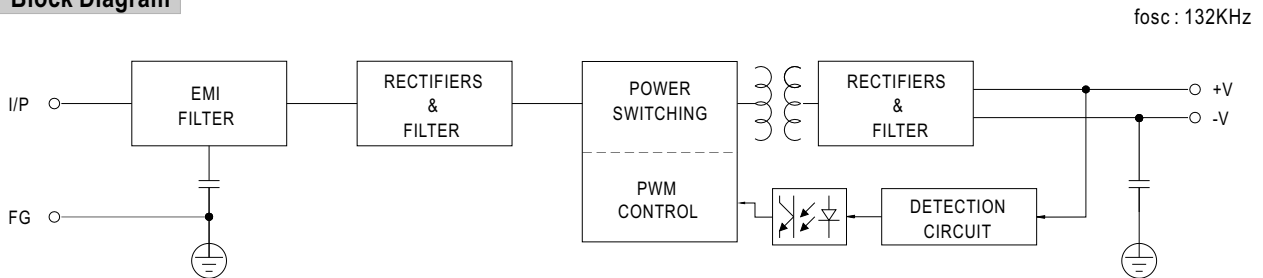 Block Diagram
fosc : 132KHz
I/P
EMI
FILTER
RECTIFIERS
&
FILTER
POWER
SWITCHING
RECTIFIERS
&
FILTER
+V
-V
PWM
CONTROL
DETECTION
CIRCUIT
FG